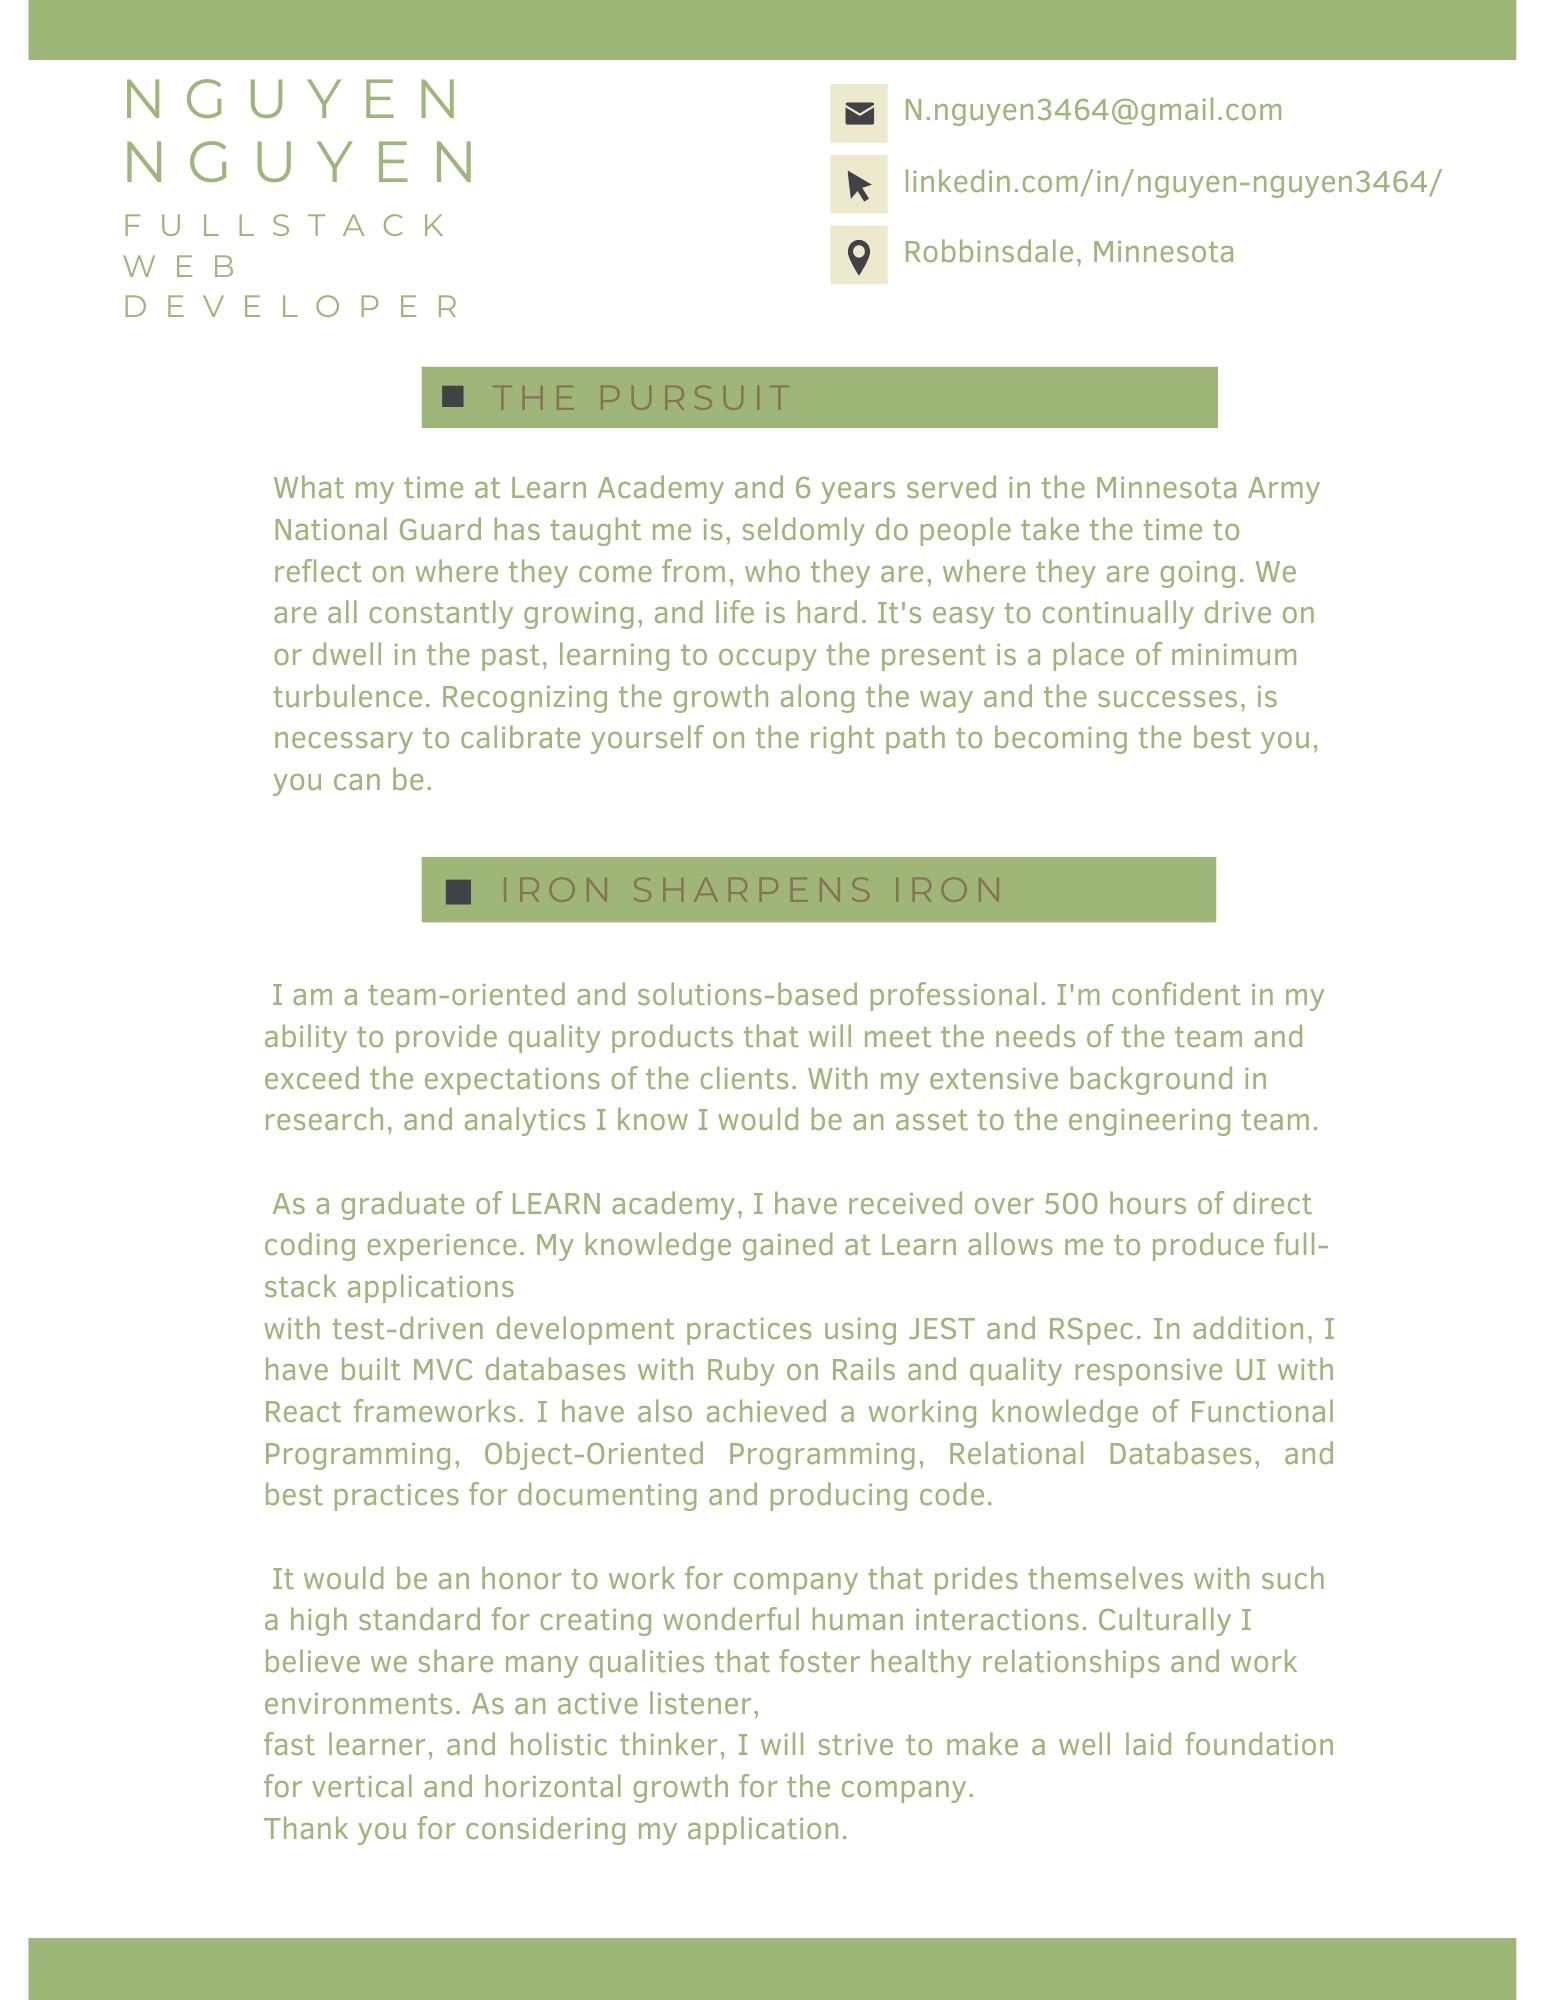 NGUYEN
NGUYEN
FULLSTACK
WEB
DEVELOPER
N.nguyen3464@gmail.com
linkedin.com/in/nguyen-nguyen3464/
Robbinsdale, Minnesota
THE PURSUIT
What my time at Learn Academy and 6 years served in the Minnesota Army
National Guard has taught me is, seldomly do people take the time to
reflect on where they come from, who they are, where they are going. We
are all constantly growing, and life is hard. It's easy to continually drive on
or dwell in the past, learning to occupy the present is a place of minimum
turbulence. Recognizing the growth along the way and the successes, is
necessary to calibrate yourself on the right path to becoming the best you,
you can be.
IRON SHARPENS IRON
I am a team-oriented and solutions-based professional. I'm confident in my
ability to provide quality products that will meet the needs of the team and
exceed the expectations of the clients. With my extensive background in
research, and analytics I know I would be an asset to the engineering team.
As a graduate of LEARN academy, I have received over 500 hours of direct
coding experience. My knowledge gained at Learn allows me to produce full-
stack applications
with test-driven development practices using JEST and RSpec. In addition, I
have built MVC databases with Ruby on Rails and quality responsive UI with
React frameworks. I have also achieved a working knowledge of Functional
Programming, Object-Oriented Programming, Relational Databases, and
best practices for documenting and producing code.
It would be an honor to work for company that prides themselves with such
a high standard for creating wonderful human interactions. Culturally I
believe we share many qualities that foster healthy relationships and work
environments. As an active listener,
fast learner, and holistic thinker, I will strive to make a well laid foundation
for vertical and horizontal growth for the company.
Thank you for considering my application.